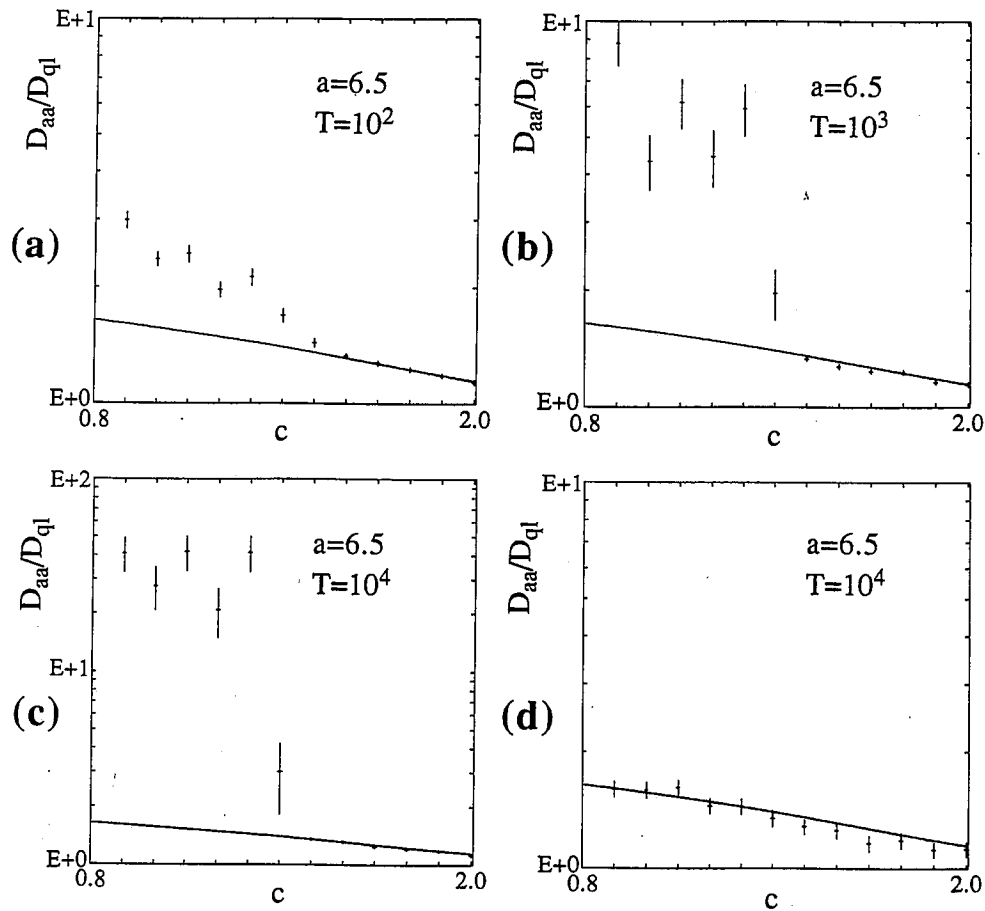 E+1
D_aa/D_ql
a=6.5
T=10^2
(a)
E+0
0.8
c
2.0
E+1
D_aa/D_ql
a=6.5
T=10^3
(b)
E+0
0.8
c
2.0
E+2
D_aa/D_ql
a=6.5
T=10^4
E+1
(c)
E+0
0.8
c
2.0
E+1
D_aa/D_ql
a=6.5
T=10^4
(d)
E+0
0.8
c
2.0